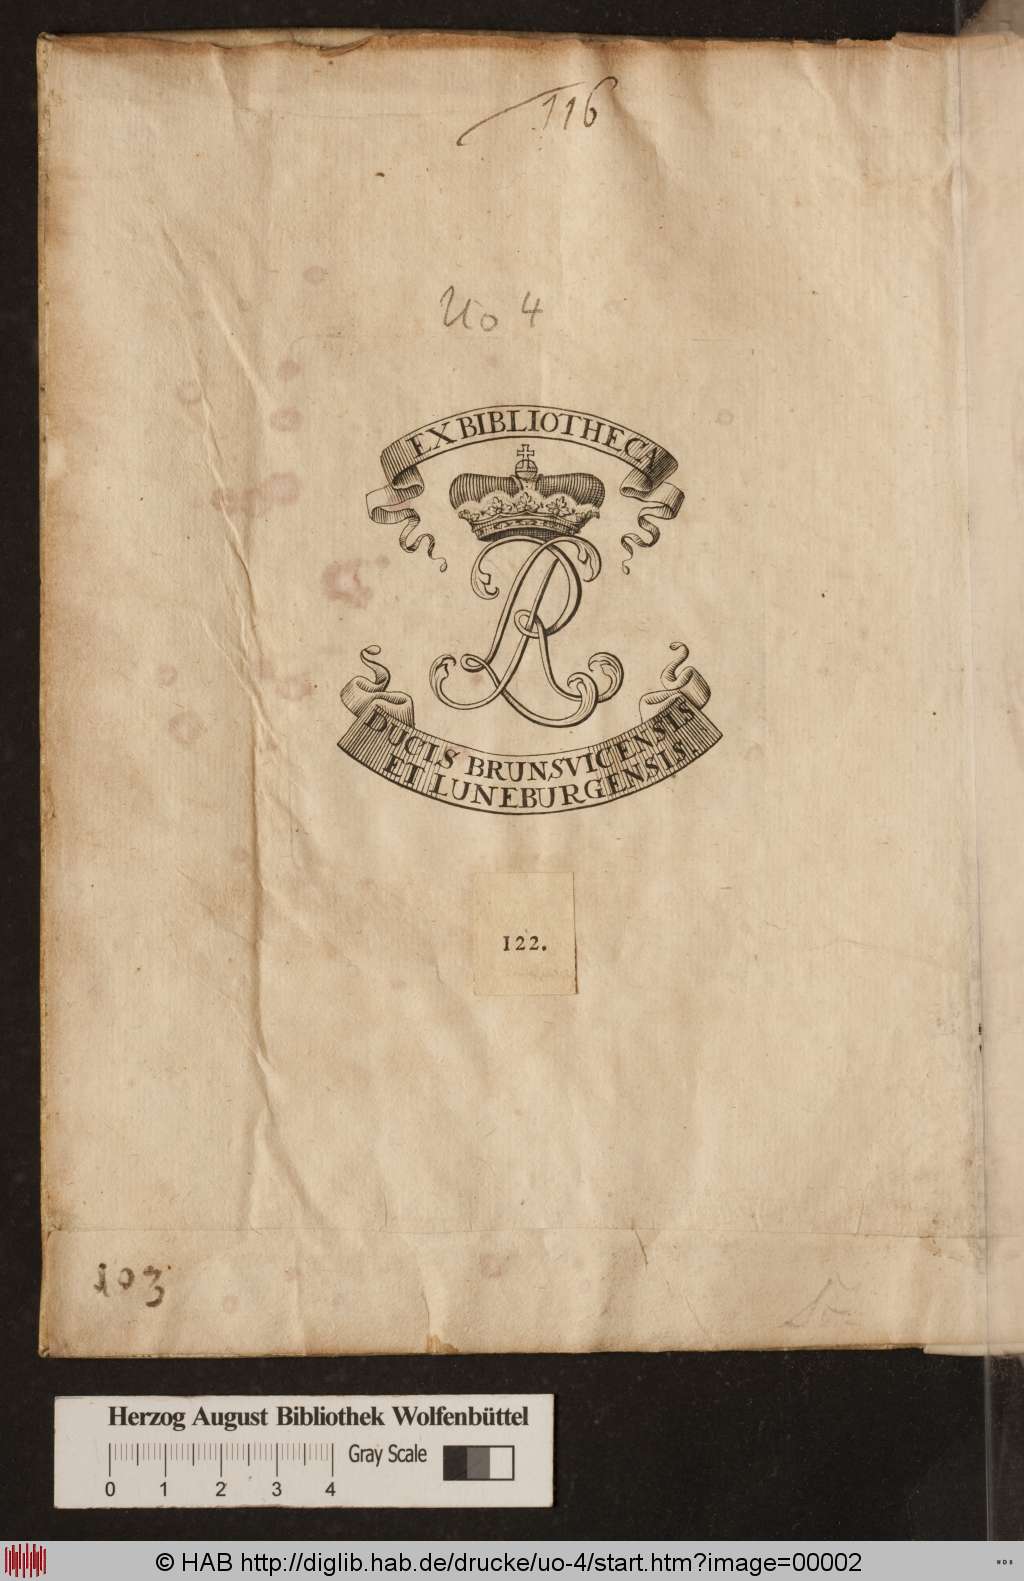 116
Uo 4
EX BIBLIOTHECA
DUCIS BRUNSVICENSIS
ET LUNEBURGENSIS.
122.
103
Herzog August Bibliothek Wolfenbüttel
Gray Scale
0 1 2 3 4
© HAB http://diglib.hab.de/drucke/uo-4/start.htm?image=00002